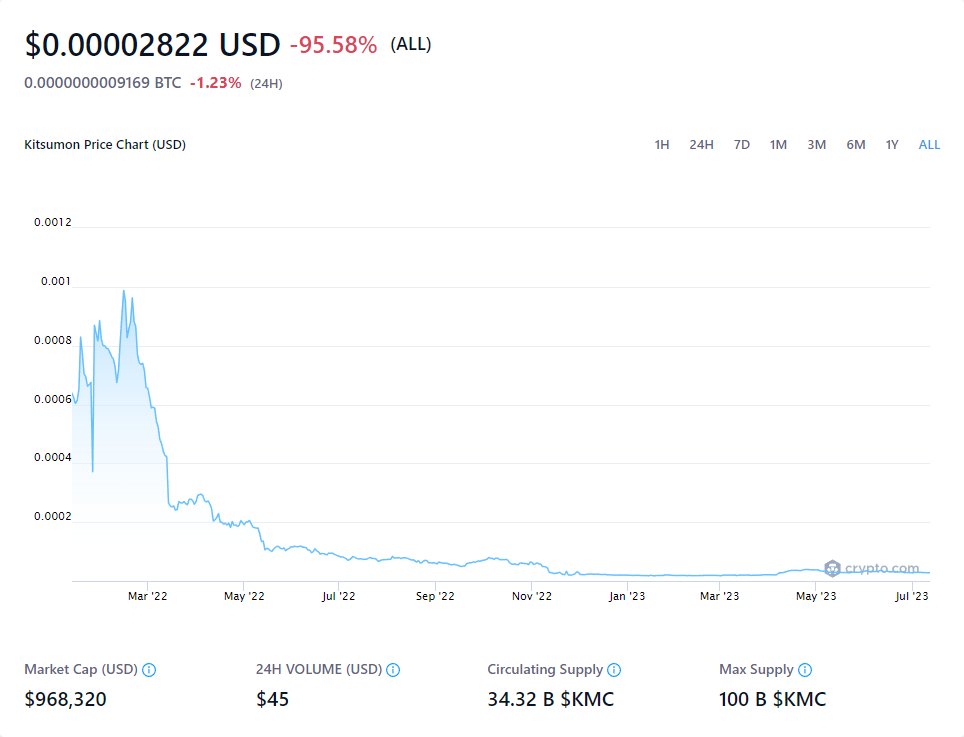 $0.00002822 USD -95.58% (ALL)
0.0000000009169 BTC -1.23% (24H)
Kitsumon Price Chart (USD) 1H 24H 7D 1M 3M 6M 1Y ALL
0.0012
0.001
0.0008
0.0006
0.0004
0.0002
crypto.com
Mar '22 May '22 Jul '22 Sep '22 Nov '22 Jan '23 Mar '23 May '23 Jul '23
Market Cap (USD) 24H VOLUME (USD) Circulating Supply Max Supply
$968,320 $45 34.32 B $KMC 100 B $KMC